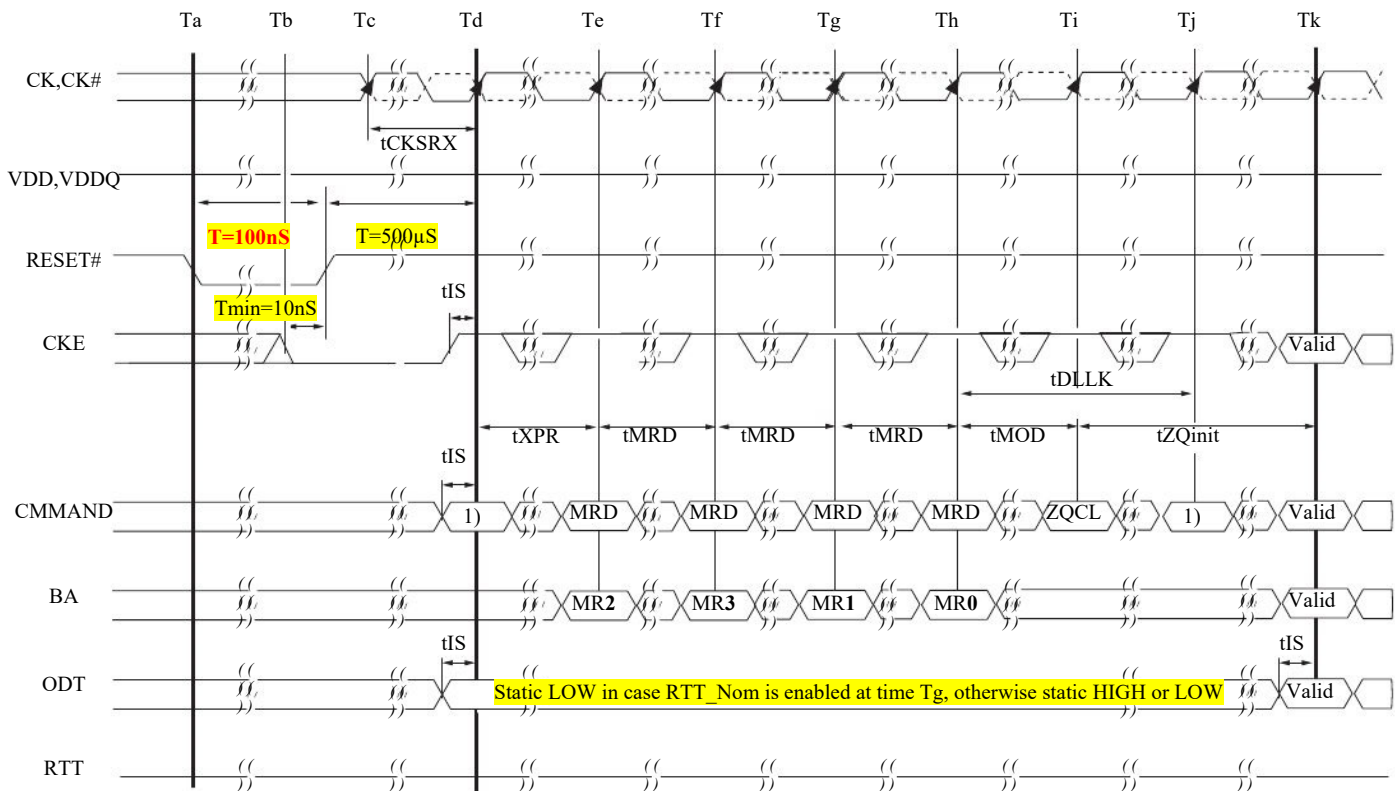 Ta Tb Tc Td Te Tf Tg Th Ti Tj Tk
CK,CK#
tCKSRX
VDD,VDDQ
T=100nS T=500µS
RESET#
Tmin=10nS tIS
CKE Valid
tDLLK
tXPR tMRD tMRD tMRD tMOD tZQinit
tIS
CMMAND 1) MRD MRD MRD MRD ZQCL 1) Valid
BA MR2 MR3 MR1 MR0 Valid
tIS tIS
ODT Static LOW in case RTT_Nom is enabled at time Tg, otherwise static HIGH or LOW Valid
RTT